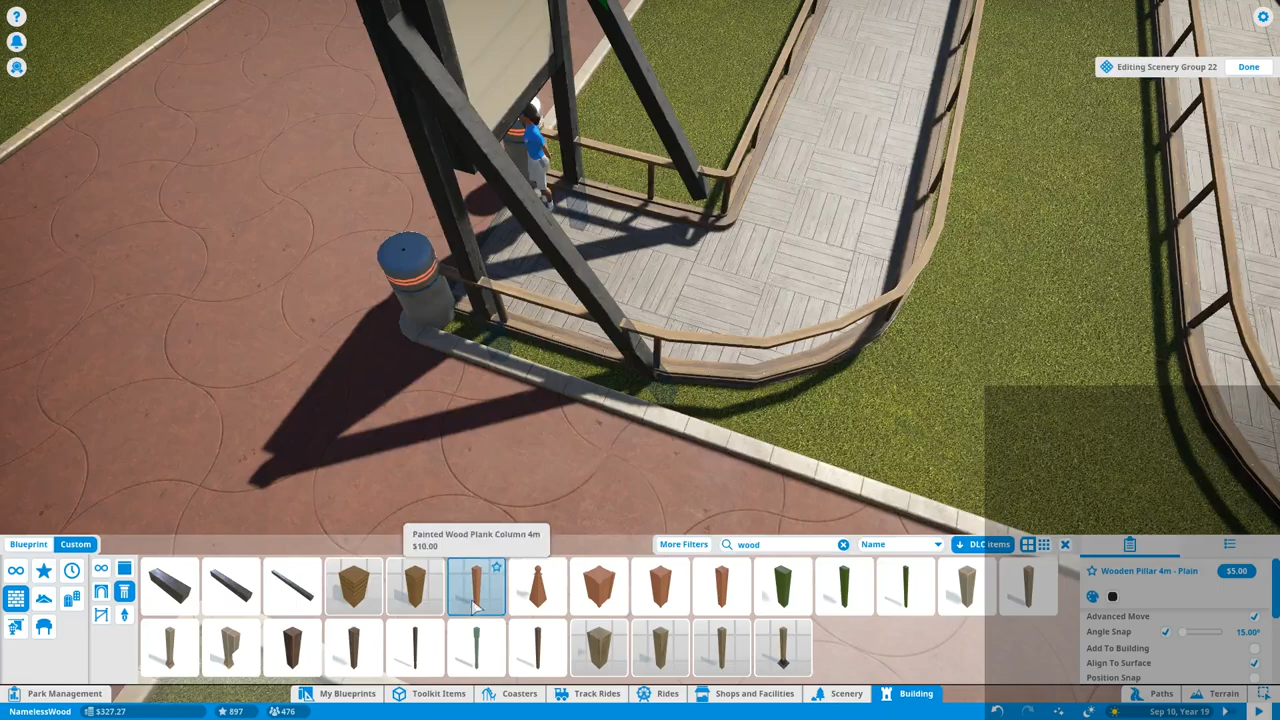 Editing Scenery Group 22
Done
Painted Wood Plank Column 4m
$10.00
Blueprint
Custom
More Filters
wood
Name
DLC items
Wooden Pillar 4m - Plain
$5.00
Advanced Move
Angle Snap
15.00°
Add To Building
Align To Surface
Position Snap
Park Management
My Blueprints
Toolkit Items
Coasters
Track Rides
Rides
Shops and Facilities
Scenery
Building
Paths
Terrain
NamelessWood
$327.27
897
476
Sep 10, Year 19